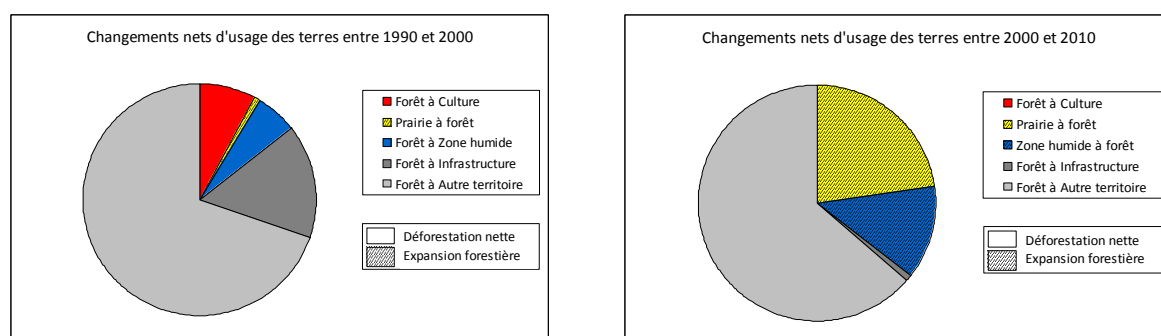 Changements nets d'usage des terres entre 1990 et 2000
Forêt à Culture
Prairie à forêt
Forêt à Zone humide
Forêt à Infrastructure
Forêt à Autre territoire
Déforestation nette
Expansion forestière
Changements nets d'usage des terres entre 2000 et 2010
Forêt à Culture
Prairie à forêt
Zone humide à forêt
Forêt à Infrastructure
Forêt à Autre territoire
Déforestation nette
Expansion forestière